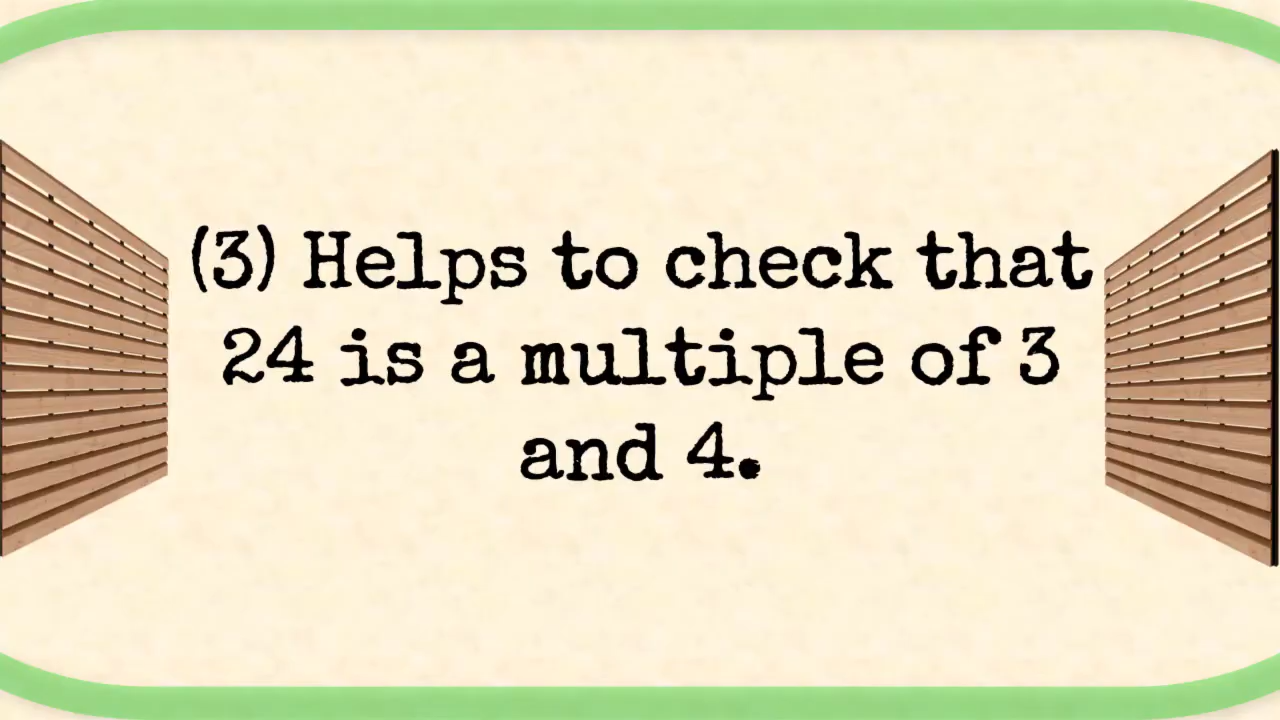 (3) Helps to check that
24 is a multiple of 3
and 4.